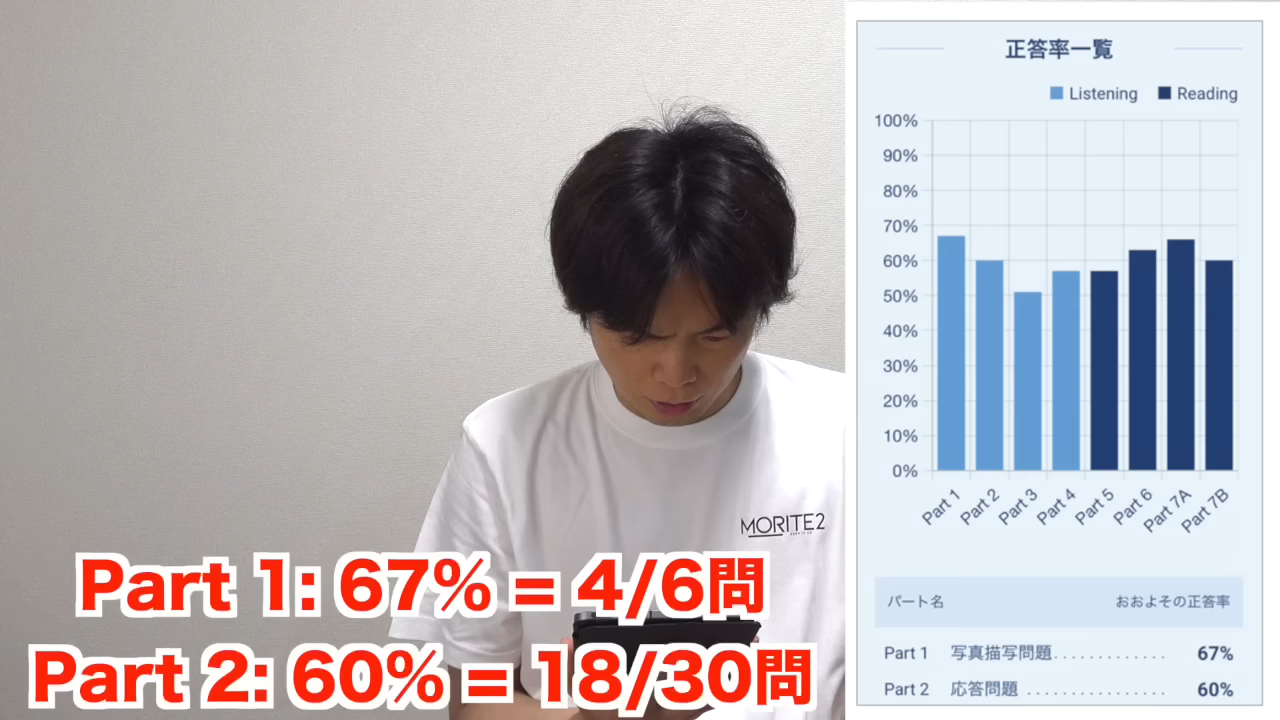 正答率一覧
Listening Reading
100%
90%
80%
70%
60%
50%
40%
30%
20%
10%
0%
Part 1 Part 2 Part 3 Part 4 Part 5 Part 6 Part 7A Part 7B
パート名 おおよその正答率
Part 1 写真描写問題............. 67%
Part 2 応答問題 ................ 60%
MORITE2
Part 1: 67% = 4/6問
Part 2: 60% = 18/30問